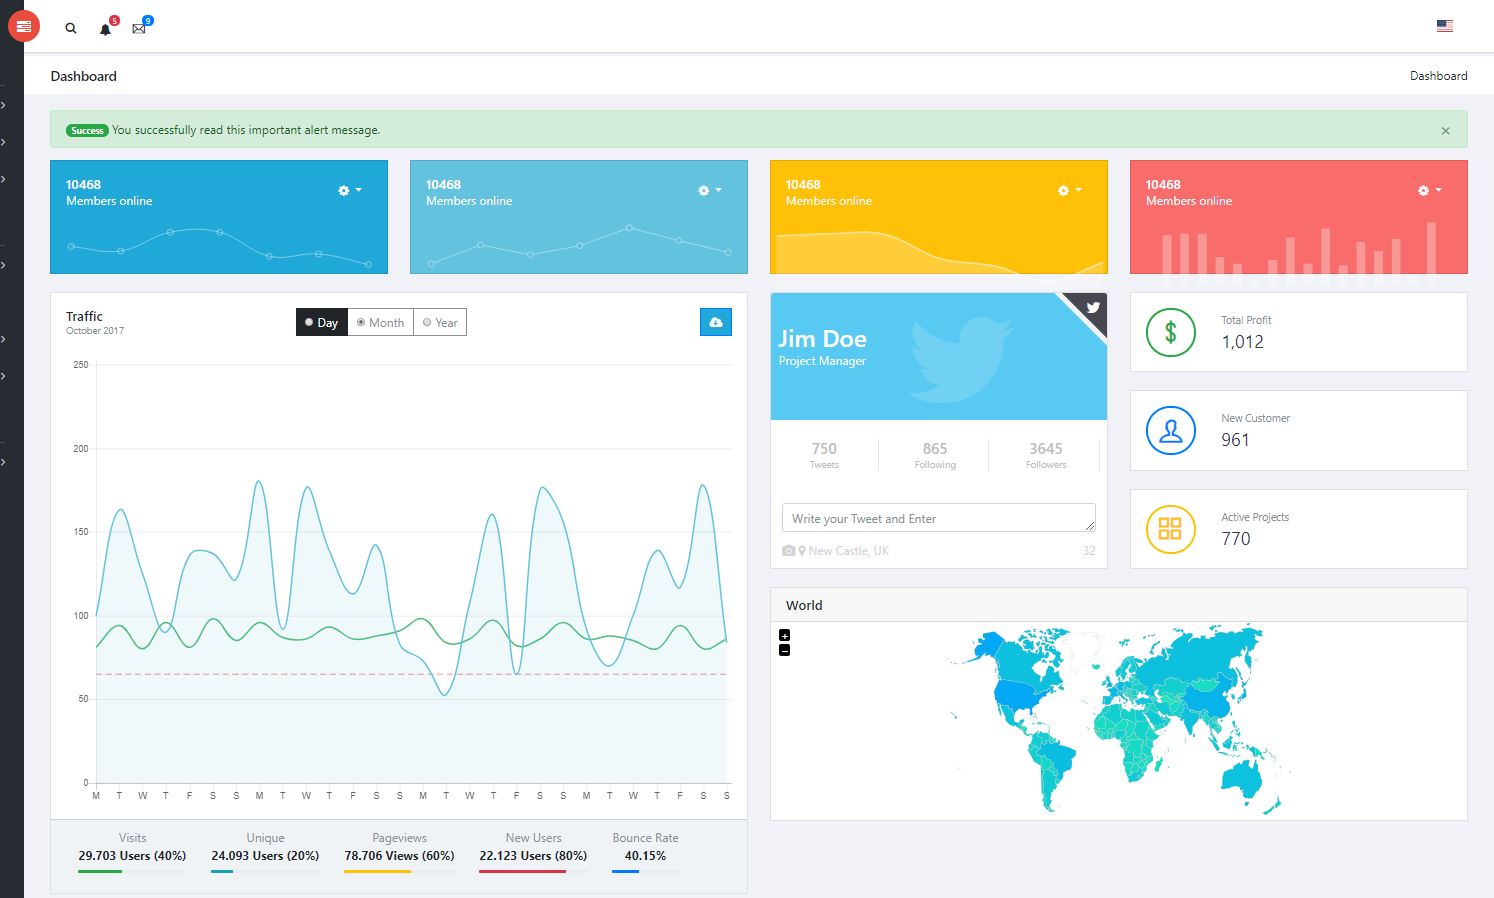 5
9
Dashboard
Dashboard
Success You successfully read this important alert message.
×
10468
Members online
10468
Members online
10468
Members online
10468
Members online
Traffic
October 2017
Day Month Year
250
200
150
100
50
0
M T W T F S S M T W T F S S M T W T F S S M T W T F S S
Visits
29.703 Users (40%)
Unique
24.093 Users (20%)
Pageviews
78.706 Views (60%)
New Users
22.123 Users (80%)
Bounce Rate
40.15%
Jim Doe
Project Manager
750
Tweets
865
Following
3645
Followers
Write your Tweet and Enter
New Castle, UK
32
$
Total Profit
1,012
New Customer
961
Active Projects
770
World
+
−